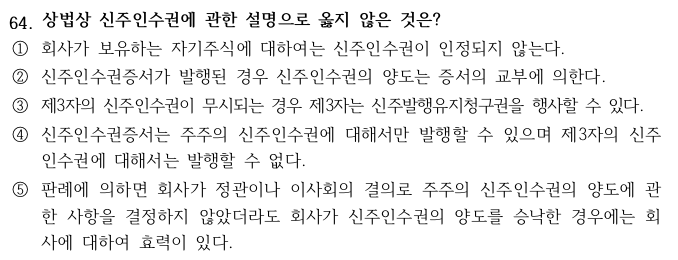 64. 상법상 신주인수권에 관한 설명으로 옳지 않은 것은?
① 회사가 보유하는 자기주식에 대하여는 신주인수권이 인정되지 않는다.
② 신주인수권증서가 발행된 경우 신주인수권의 양도는 증서의 교부에 의한다.
③ 제3자의 신주인수권이 무시되는 경우 제3자는 신주발행유지청구권을 행사할 수 있다.
④ 신주인수권증서는 주주의 신주인수권에 대해서만 발행할 수 있으며 제3자의 신주
인수권에 대해서는 발행할 수 없다.
⑤ 판례에 의하면 회사가 정관이나 이사회의 결의로 주주의 신주인수권의 양도에 관
한 사항을 결정하지 않았더라도 회사가 신주인수권의 양도를 승낙한 경우에는 회
사에 대하여 효력이 있다.